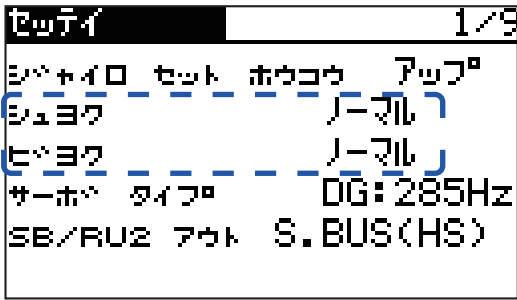 セッテイ 1/9
ジャイロ セット ホウコウ アップ
シュヨク ノーマル
ビヨク ノーマル
サーボ タイプ DG:285Hz
SB/RU2 アウト S.BUS(HS)